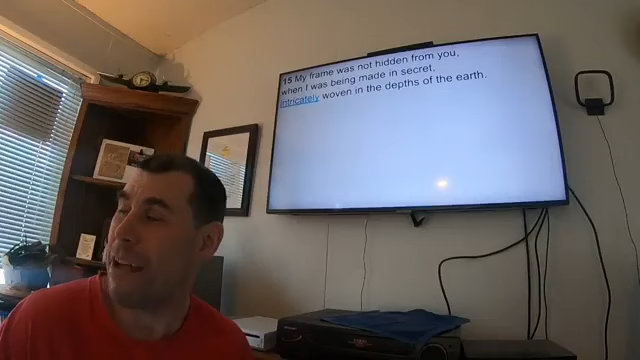 15 My frame was not hidden from you,
when I was being made in secret,
intricately woven in the depths of the earth.